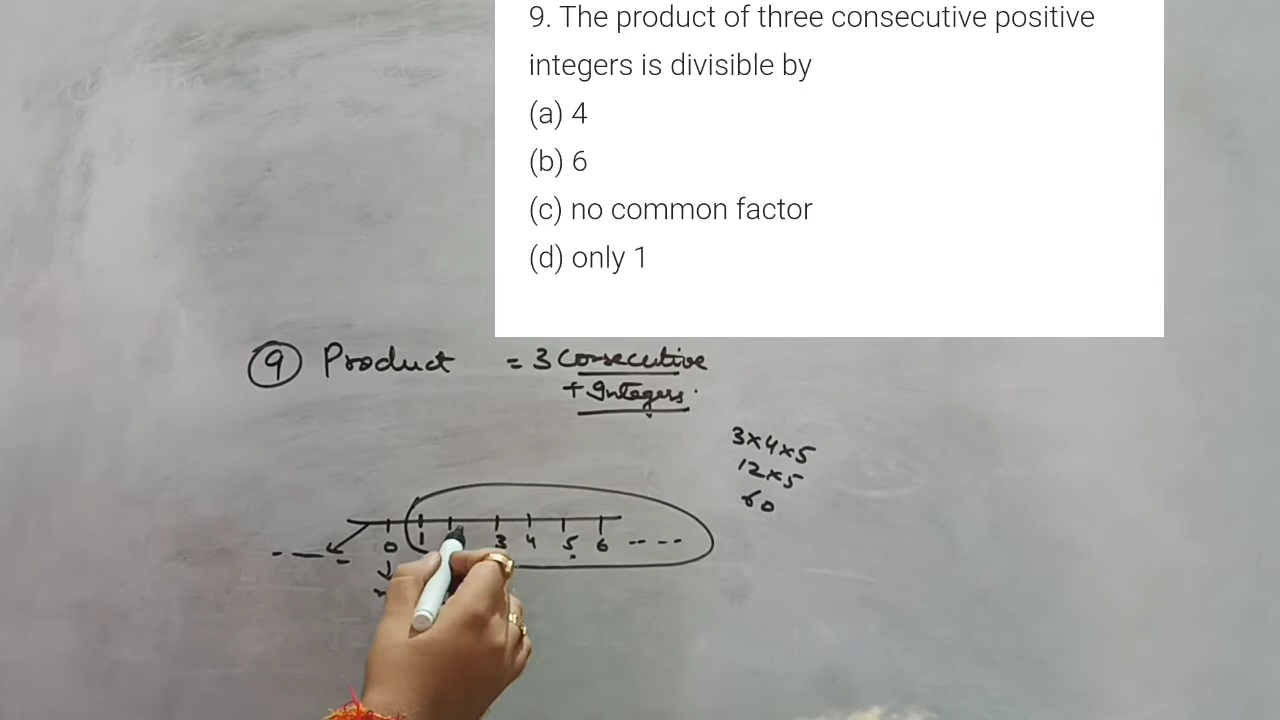 9. The product of three consecutive positive
integers is divisible by
(a) 4
(b) 6
(c) no common factor
(d) only 1
9 Product = 3 Consecutive
+ Integers.
3×4×5
12×5
60
0 1 3 4 5 6 ----